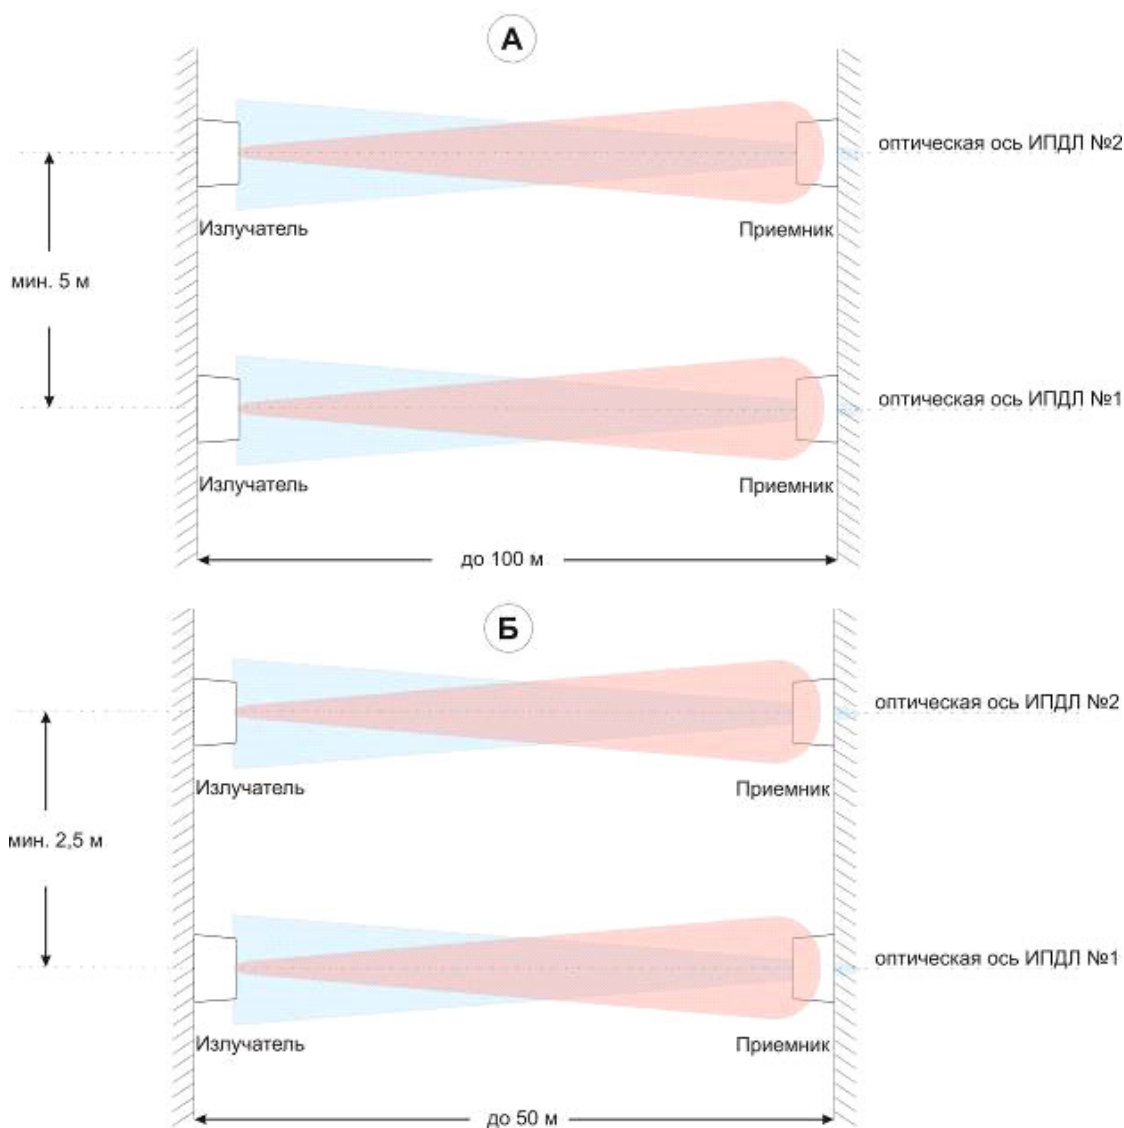 А
оптическая ось ИПДЛ №2
Излучатель
Приемник
мин. 5 м
оптическая ось ИПДЛ №1
Излучатель
Приемник
до 100 м
Б
оптическая ось ИПДЛ №2
Излучатель
Приемник
мин. 2,5 м
оптическая ось ИПДЛ №1
Излучатель
Приемник
до 50 м